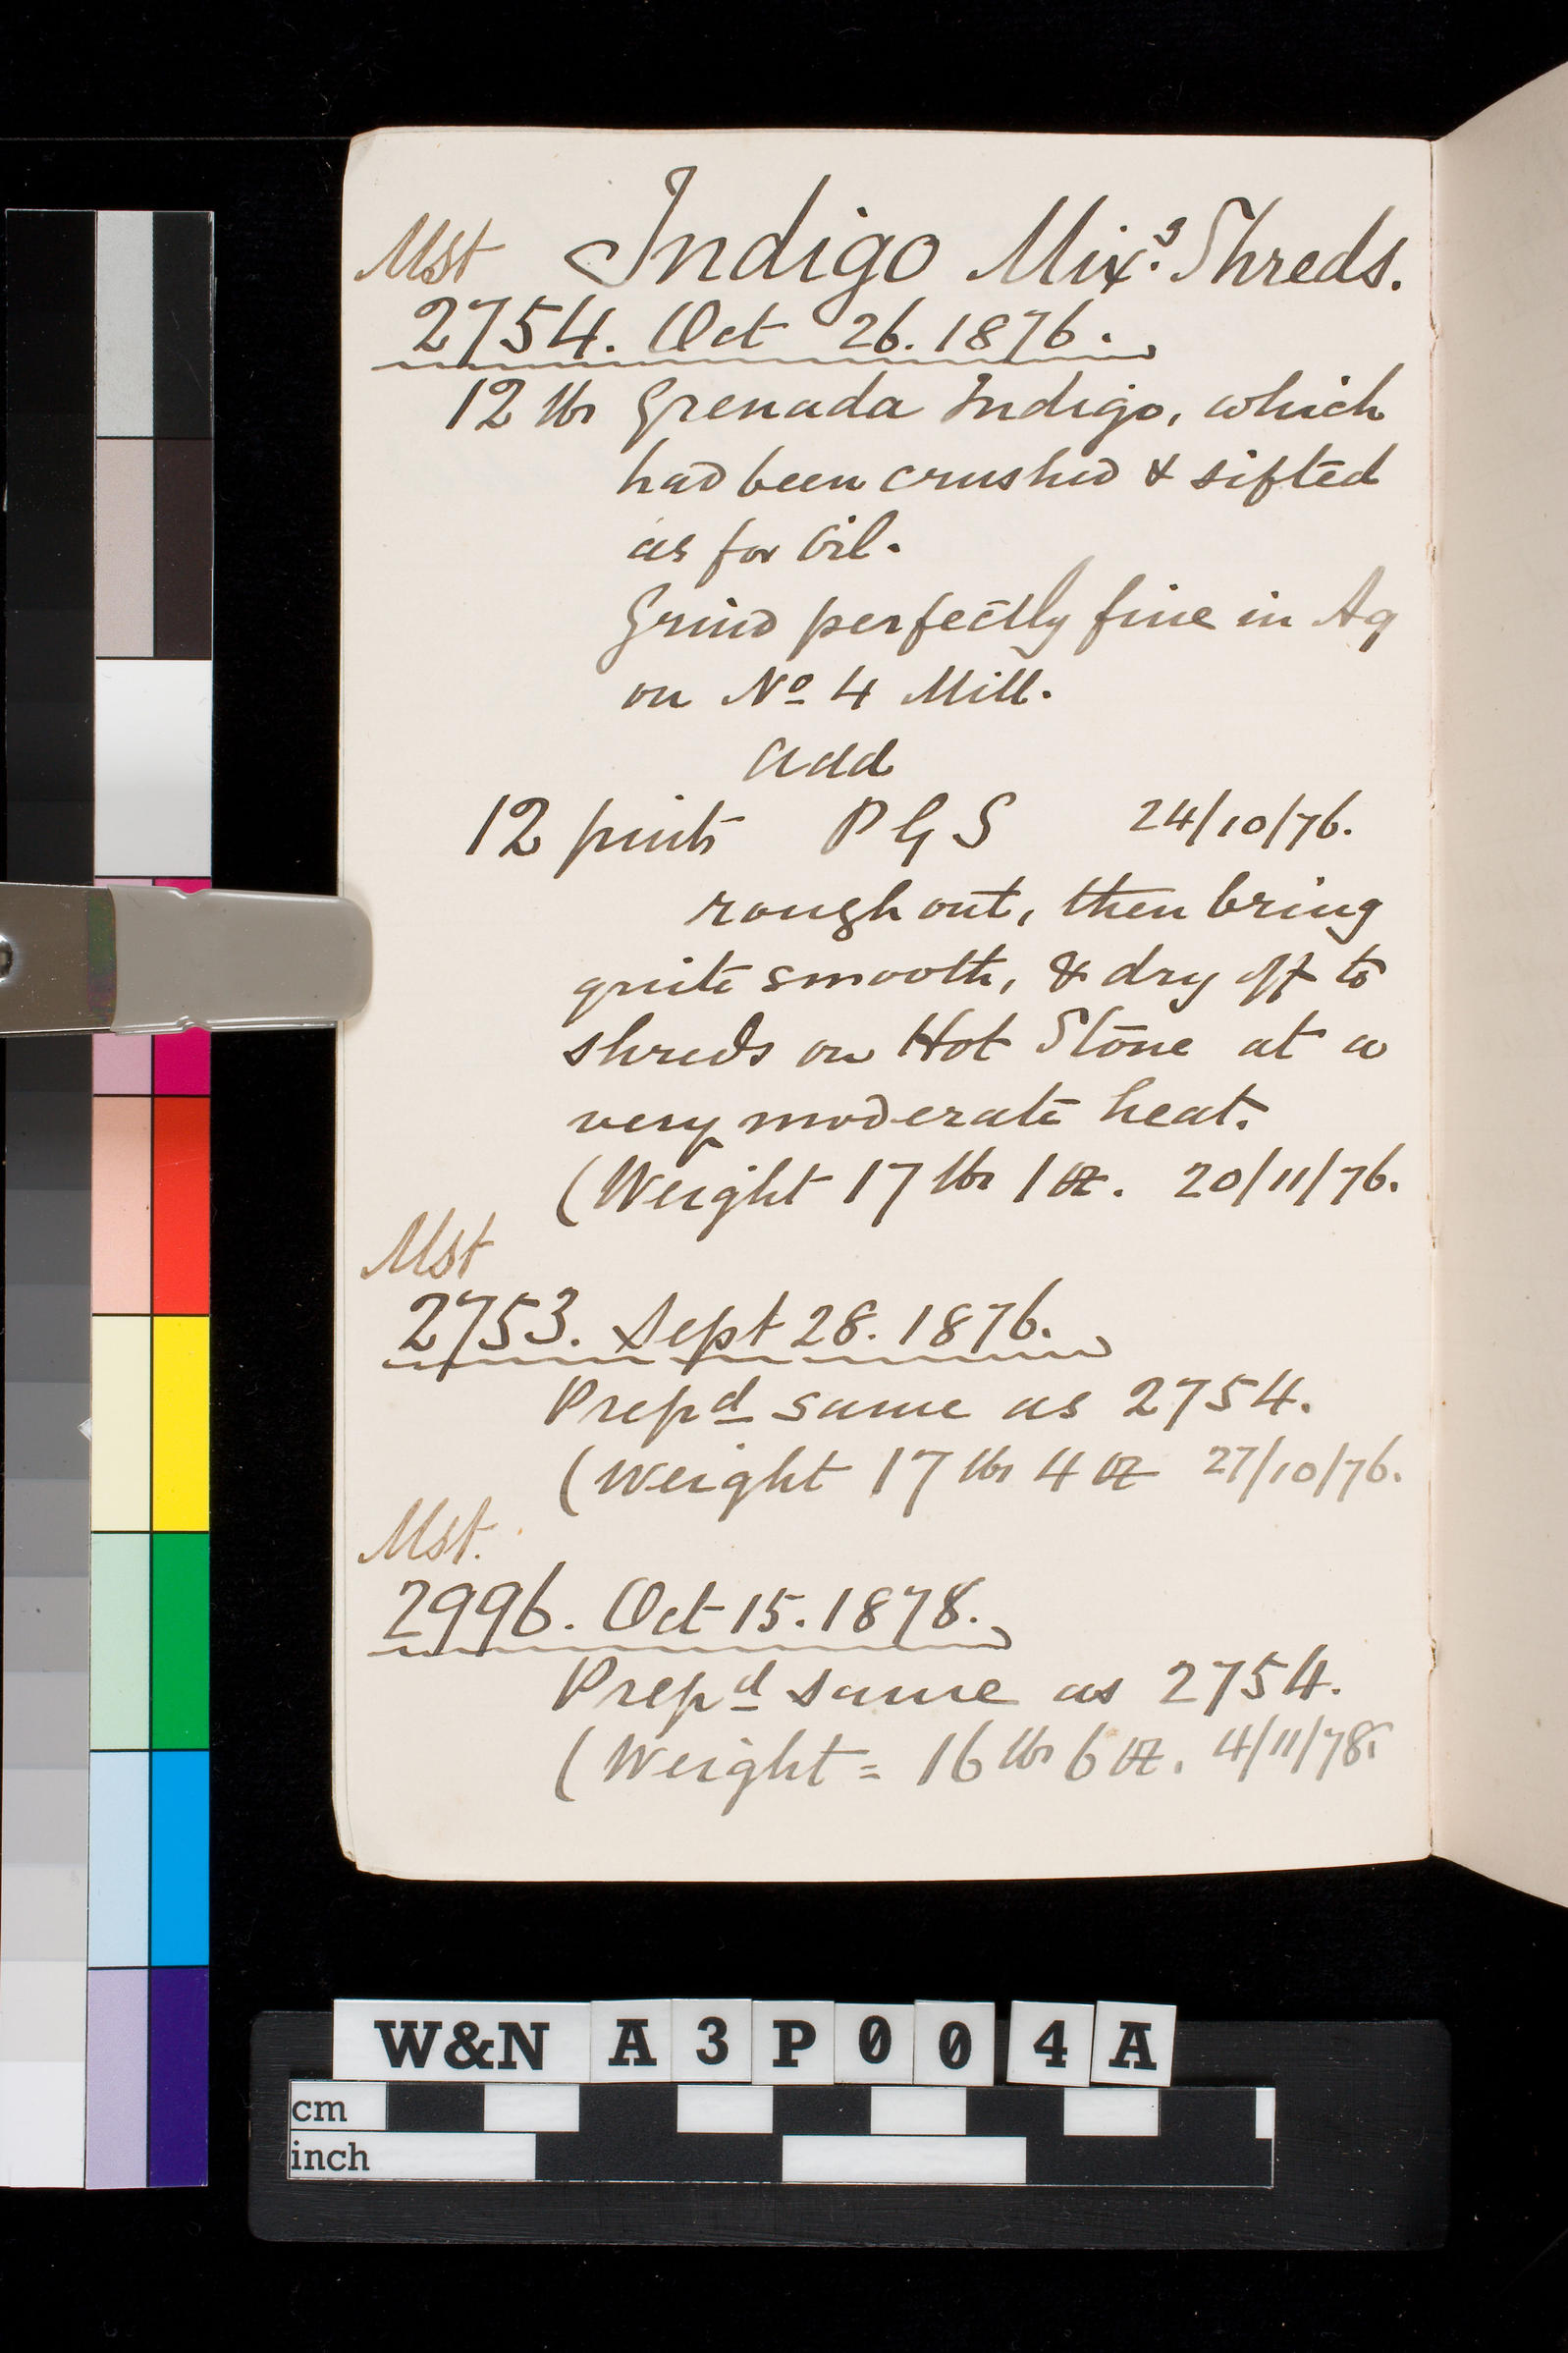 Mst Indigo Mix.s Shreds.
2754. Oct 26. 1876.
12 lbs Grenada Indigo, which
had been crushed & sifted
as for Oil.
Grind perfectly fine in Aq
on No 4 Mill.
add
12 pints P G S 24/10/76.
rough out, then bring
quite smooth, & dry off to
shreds on Hot Stone at a
very moderate heat.
(Weight 17 lbs 1 oz. 20/11/76.
Mst
2753. Sept 28. 1876.
Prepd same as 2754.
(Weight 17 lbs 4 oz 27/10/76.
Mst.
2996. Oct 15. 1878.
Prepd same as 2754.
(Weight = 16 lbs 6 oz. 4/11/78.
W&N A3P004A
cm
inch